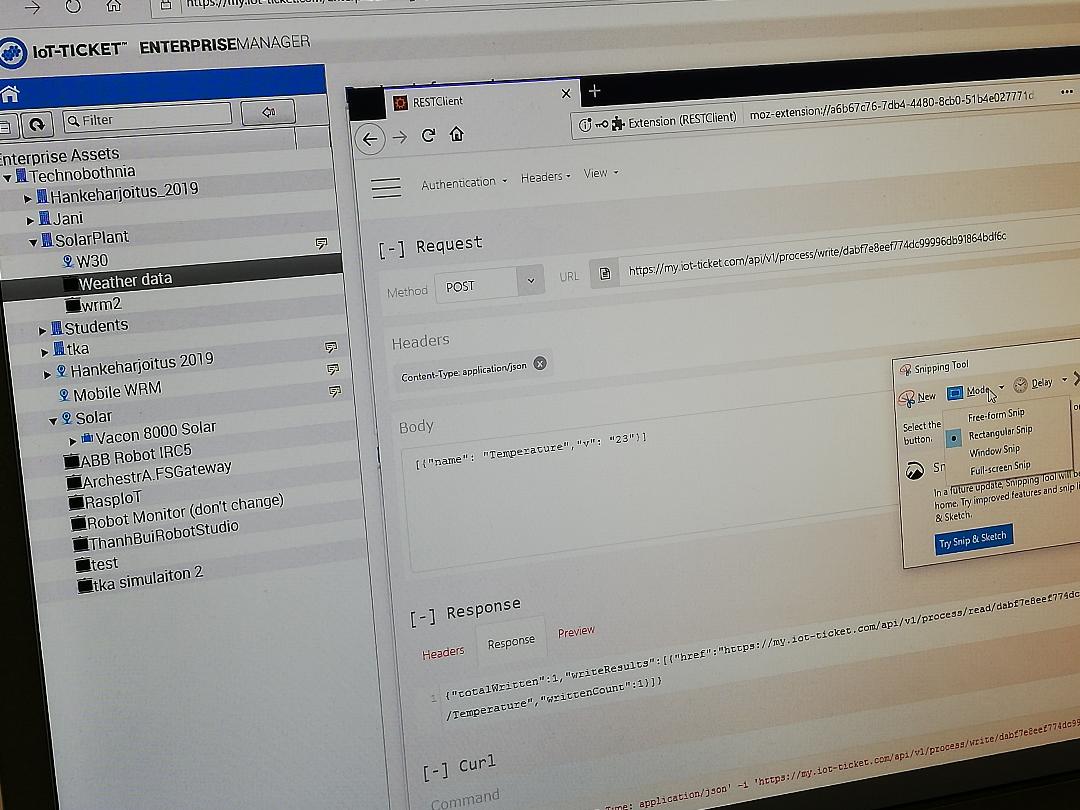 https://my.iot-ticket.com/
IoT-TICKET™ ENTERPRISEMANAGER
Filter
Enterprise Assets
Technobothnia
Hankeharjoitus_2019
Jani
SolarPlant
W30
Weather data
wrm2
Students
tka
Hankeharjoitus 2019
Mobile WRM
Solar
Vacon 8000 Solar
ABB Robot IRC5
ArchestrA.FSGateway
RaspIoT
Robot Monitor (don't change)
ThanhBuiRobotStudio
test
tka simulaiton 2
RESTClient
Extension (RESTClient) moz-extension://a6b67c76-7db4-4480-8cb0-51b4e027771c
Authentication Headers View
[-] Request
Method POST URL https://my.iot-ticket.com/api/v1/process/write/dabf7e8eef774dc99996db91864bdf6c
Headers
Content-Type: application/json
Body
[{"name": "Temperature","v": "23"}]
Snipping Tool
New Mode Delay
Select the
button.
Free-form Snip
Rectangular Snip
Window Snip
Full-screen Snip
Sn
In a future update, Snipping Tool will be
home. Try improved features and snip li
& Sketch.
Try Snip & Sketch
[-] Response
Headers Response Preview
1 {"totalWritten":1,"writeResults":[{"href":"https://my.iot-ticket.com/api/v1/process/read/dabf7e8eef774dc
/Temperature","writtenCount":1}]}
[-] Curl
Command
Type: application/json' -i 'https://my.iot-ticket.com/api/v1/process/write/dabf7e8eef774dc99